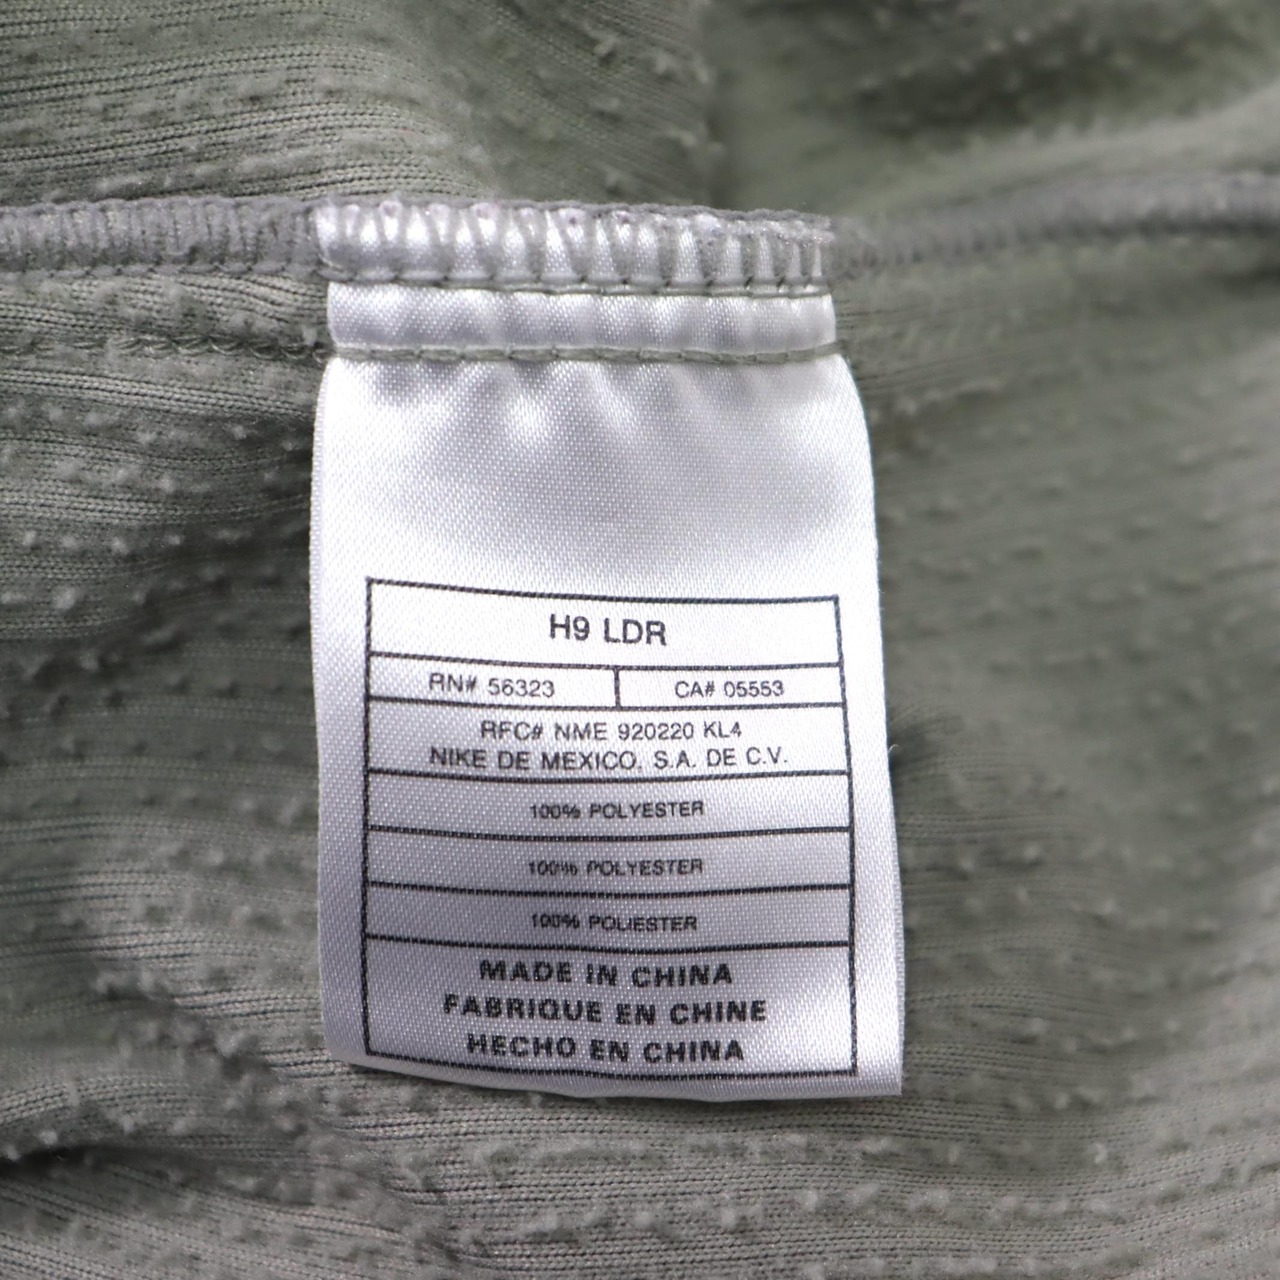 H9 LDR
RN# 56323 CA# 05553
RFC# NME 920220 KL4
NIKE DE MEXICO. S.A. DE C.V.
100% POLYESTER
100% POLYESTER
100% POLIESTER
MADE IN CHINA
FABRIQUE EN CHINE
HECHO EN CHINA